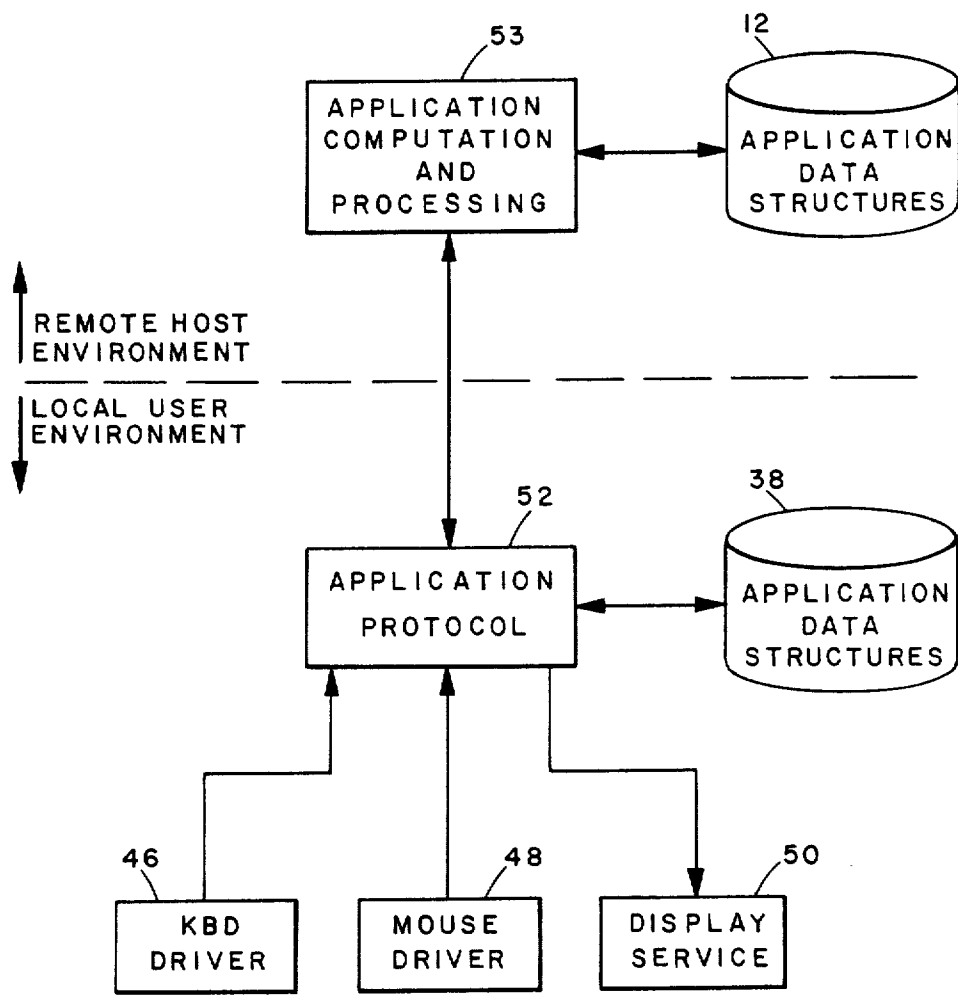 53
12
APPLICATION
COMPUTATION
AND
PROCESSING
APPLICATION
DATA
STRUCTURES
REMOTE HOST
ENVIRONMENT
LOCAL USER
ENVIRONMENT
52
38
APPLICATION
PROTOCOL
APPLICATION
DATA
STRUCTURES
46
48
50
KBD
DRIVER
MOUSE
DRIVER
DISPLAY
SERVICE